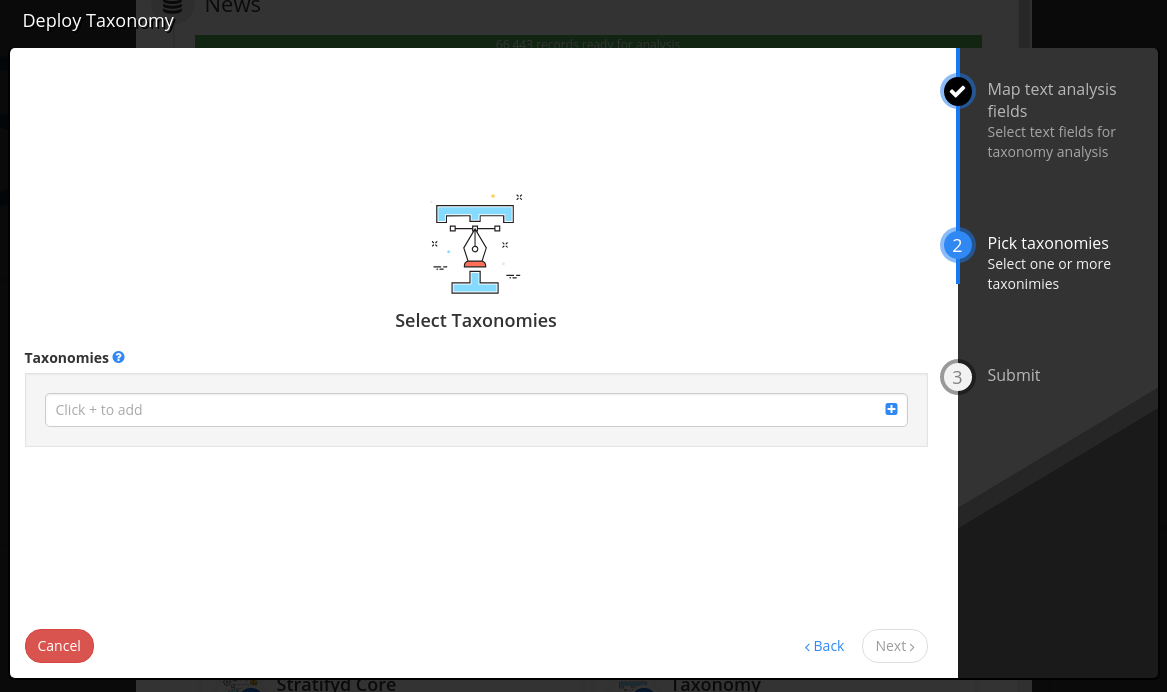 News
Deploy Taxonomy
66,443 records ready for analysis
Map text analysis
fields
Select text fields for
taxonomy analysis
2
Pick taxonomies
Select one or more
taxonimies
Select Taxonomies
Taxonomies ?
3
Submit
Click + to add
Cancel
Back
Next
Stratifyd Core
Taxonomy